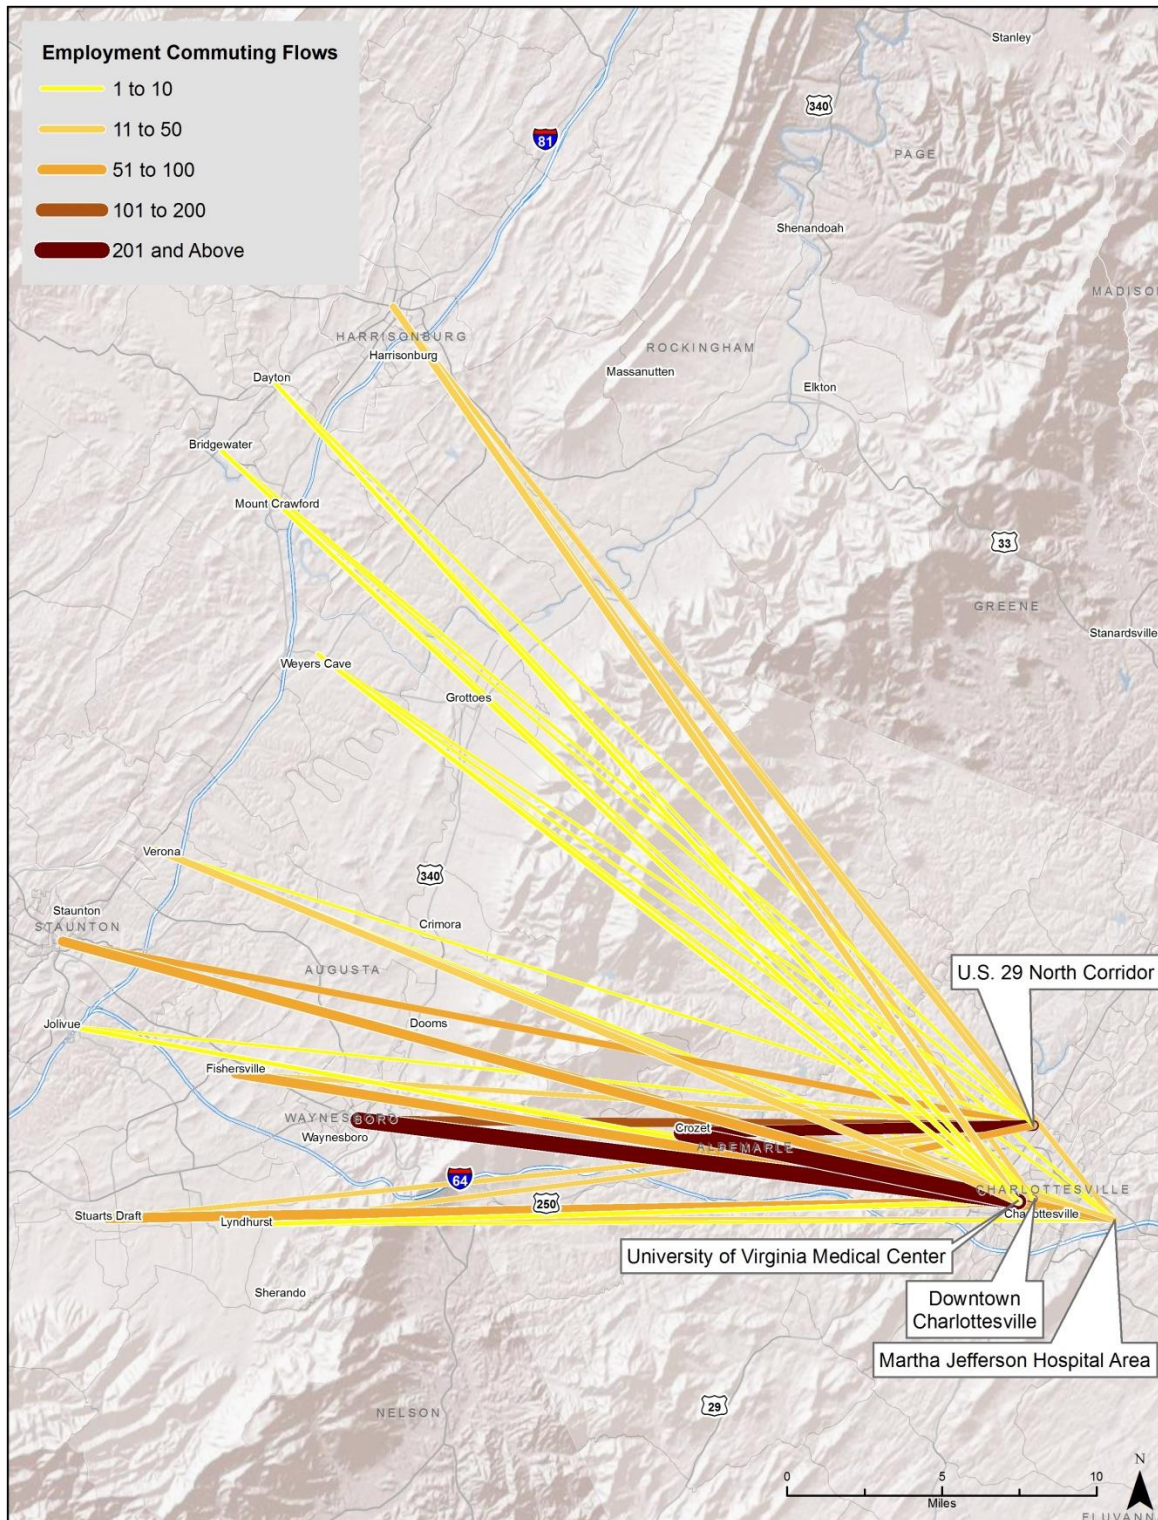 Employment Commuting Flows
1 to 10
11 to 50
51 to 100
101 to 200
201 and Above
Stanley
340
81
PAGE
Shenandoah
MADISON
HARRISONBURG
Harrisonburg
ROCKINGHAM
Massanutten
Dayton
Elkton
Bridgewater
Mount Crawford
33
GREENE
Stanardsville
Weyers Cave
Grottoes
Verona
340
Staunton
STAUNTON
Crimora
AUGUSTA
U.S. 29 North Corridor
Jolivue
Dooms
Fishersville
WAYNESBORO
Waynesboro
Crozet
ALBEMARLE
64
CHARLOTTESVILLE
Charlottesville
Stuarts Draft
Lyndhurst
250
University of Virginia Medical Center
Sherando
Downtown
Charlottesville
Martha Jefferson Hospital Area
NELSON
29
N
0 5 10
Miles
FLUVANNA